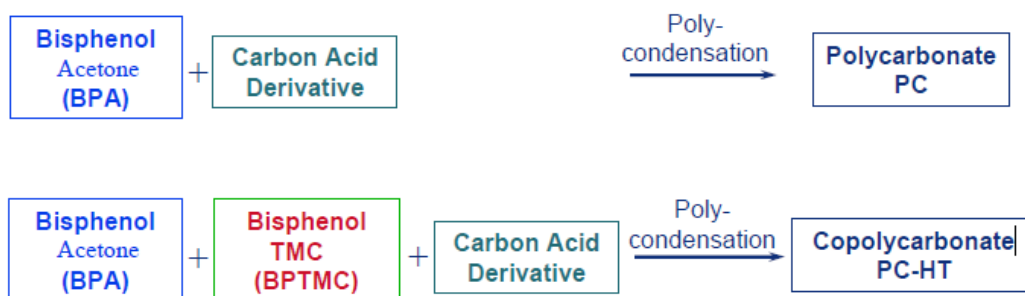 Bisphenol
Acetone
(BPA)
+
Carbon Acid
Derivative
Poly-
condensation
Polycarbonate
PC
Bisphenol
Acetone
(BPA)
+
Bisphenol
TMC
(BPTMC)
+
Carbon Acid
Derivative
Poly-
condensation
Copolycarbonate
PC-HT